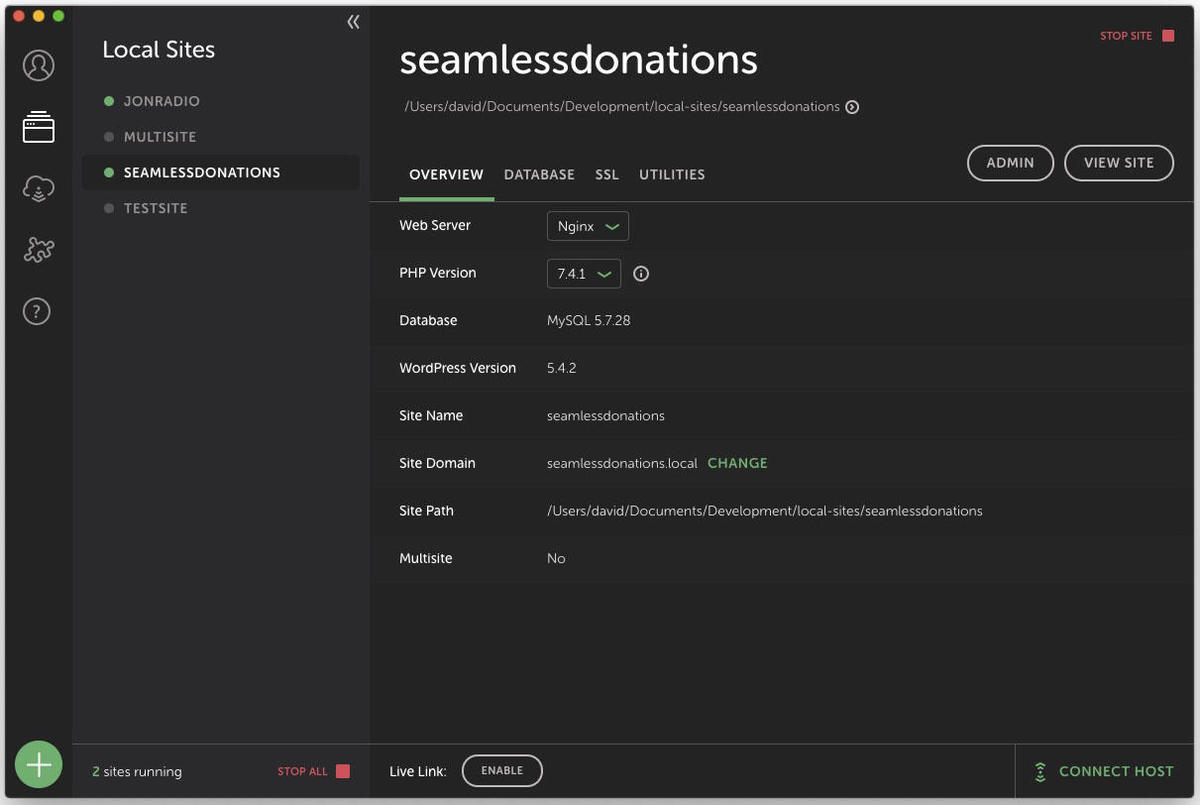 Local Sites
JONRADIO
MULTISITE
SEAMLESSDONATIONS
TESTSITE
2 sites running
STOP ALL
STOP SITE
seamlessdonations
/Users/david/Documents/Development/local-sites/seamlessdonations
ADMIN
VIEW SITE
OVERVIEW DATABASE SSL UTILITIES
Web Server Nginx
PHP Version 7.4.1
Database MySQL 5.7.28
WordPress Version 5.4.2
Site Name seamlessdonations
Site Domain seamlessdonations.local CHANGE
Site Path /Users/david/Documents/Development/local-sites/seamlessdonations
Multisite No
Live Link: ENABLE
CONNECT HOST